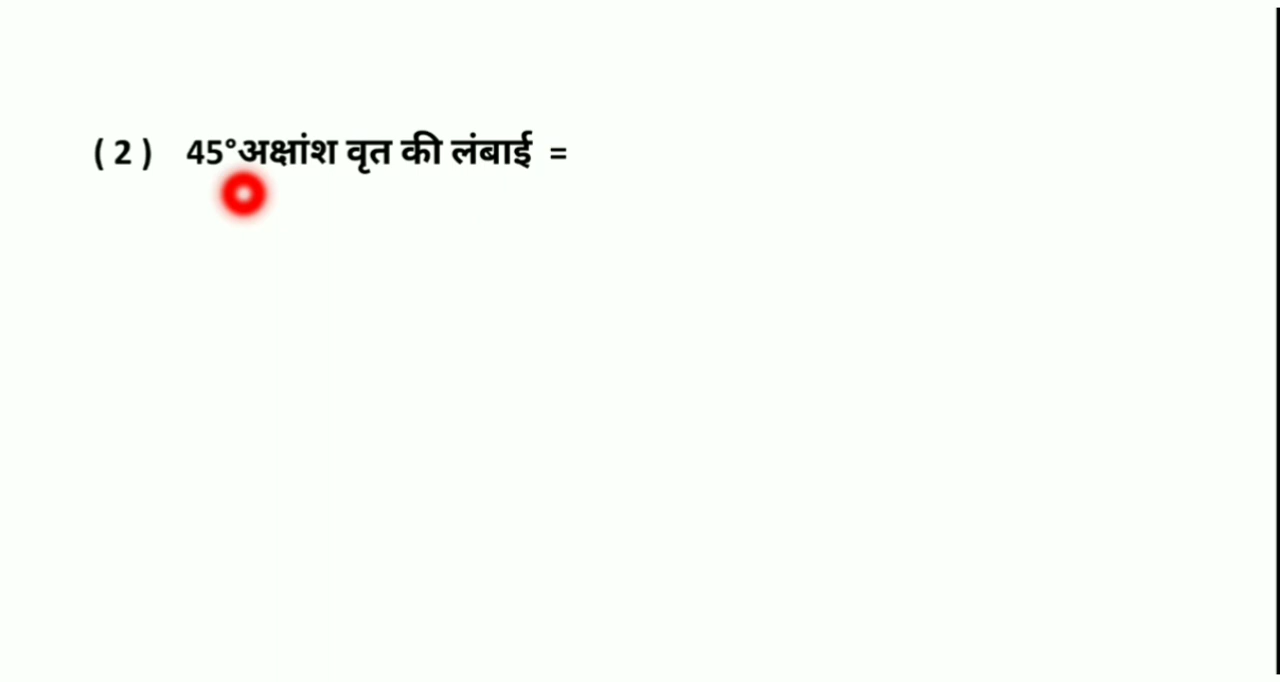 ( 2 ) 45°अक्षांश वृत की लंबाई =